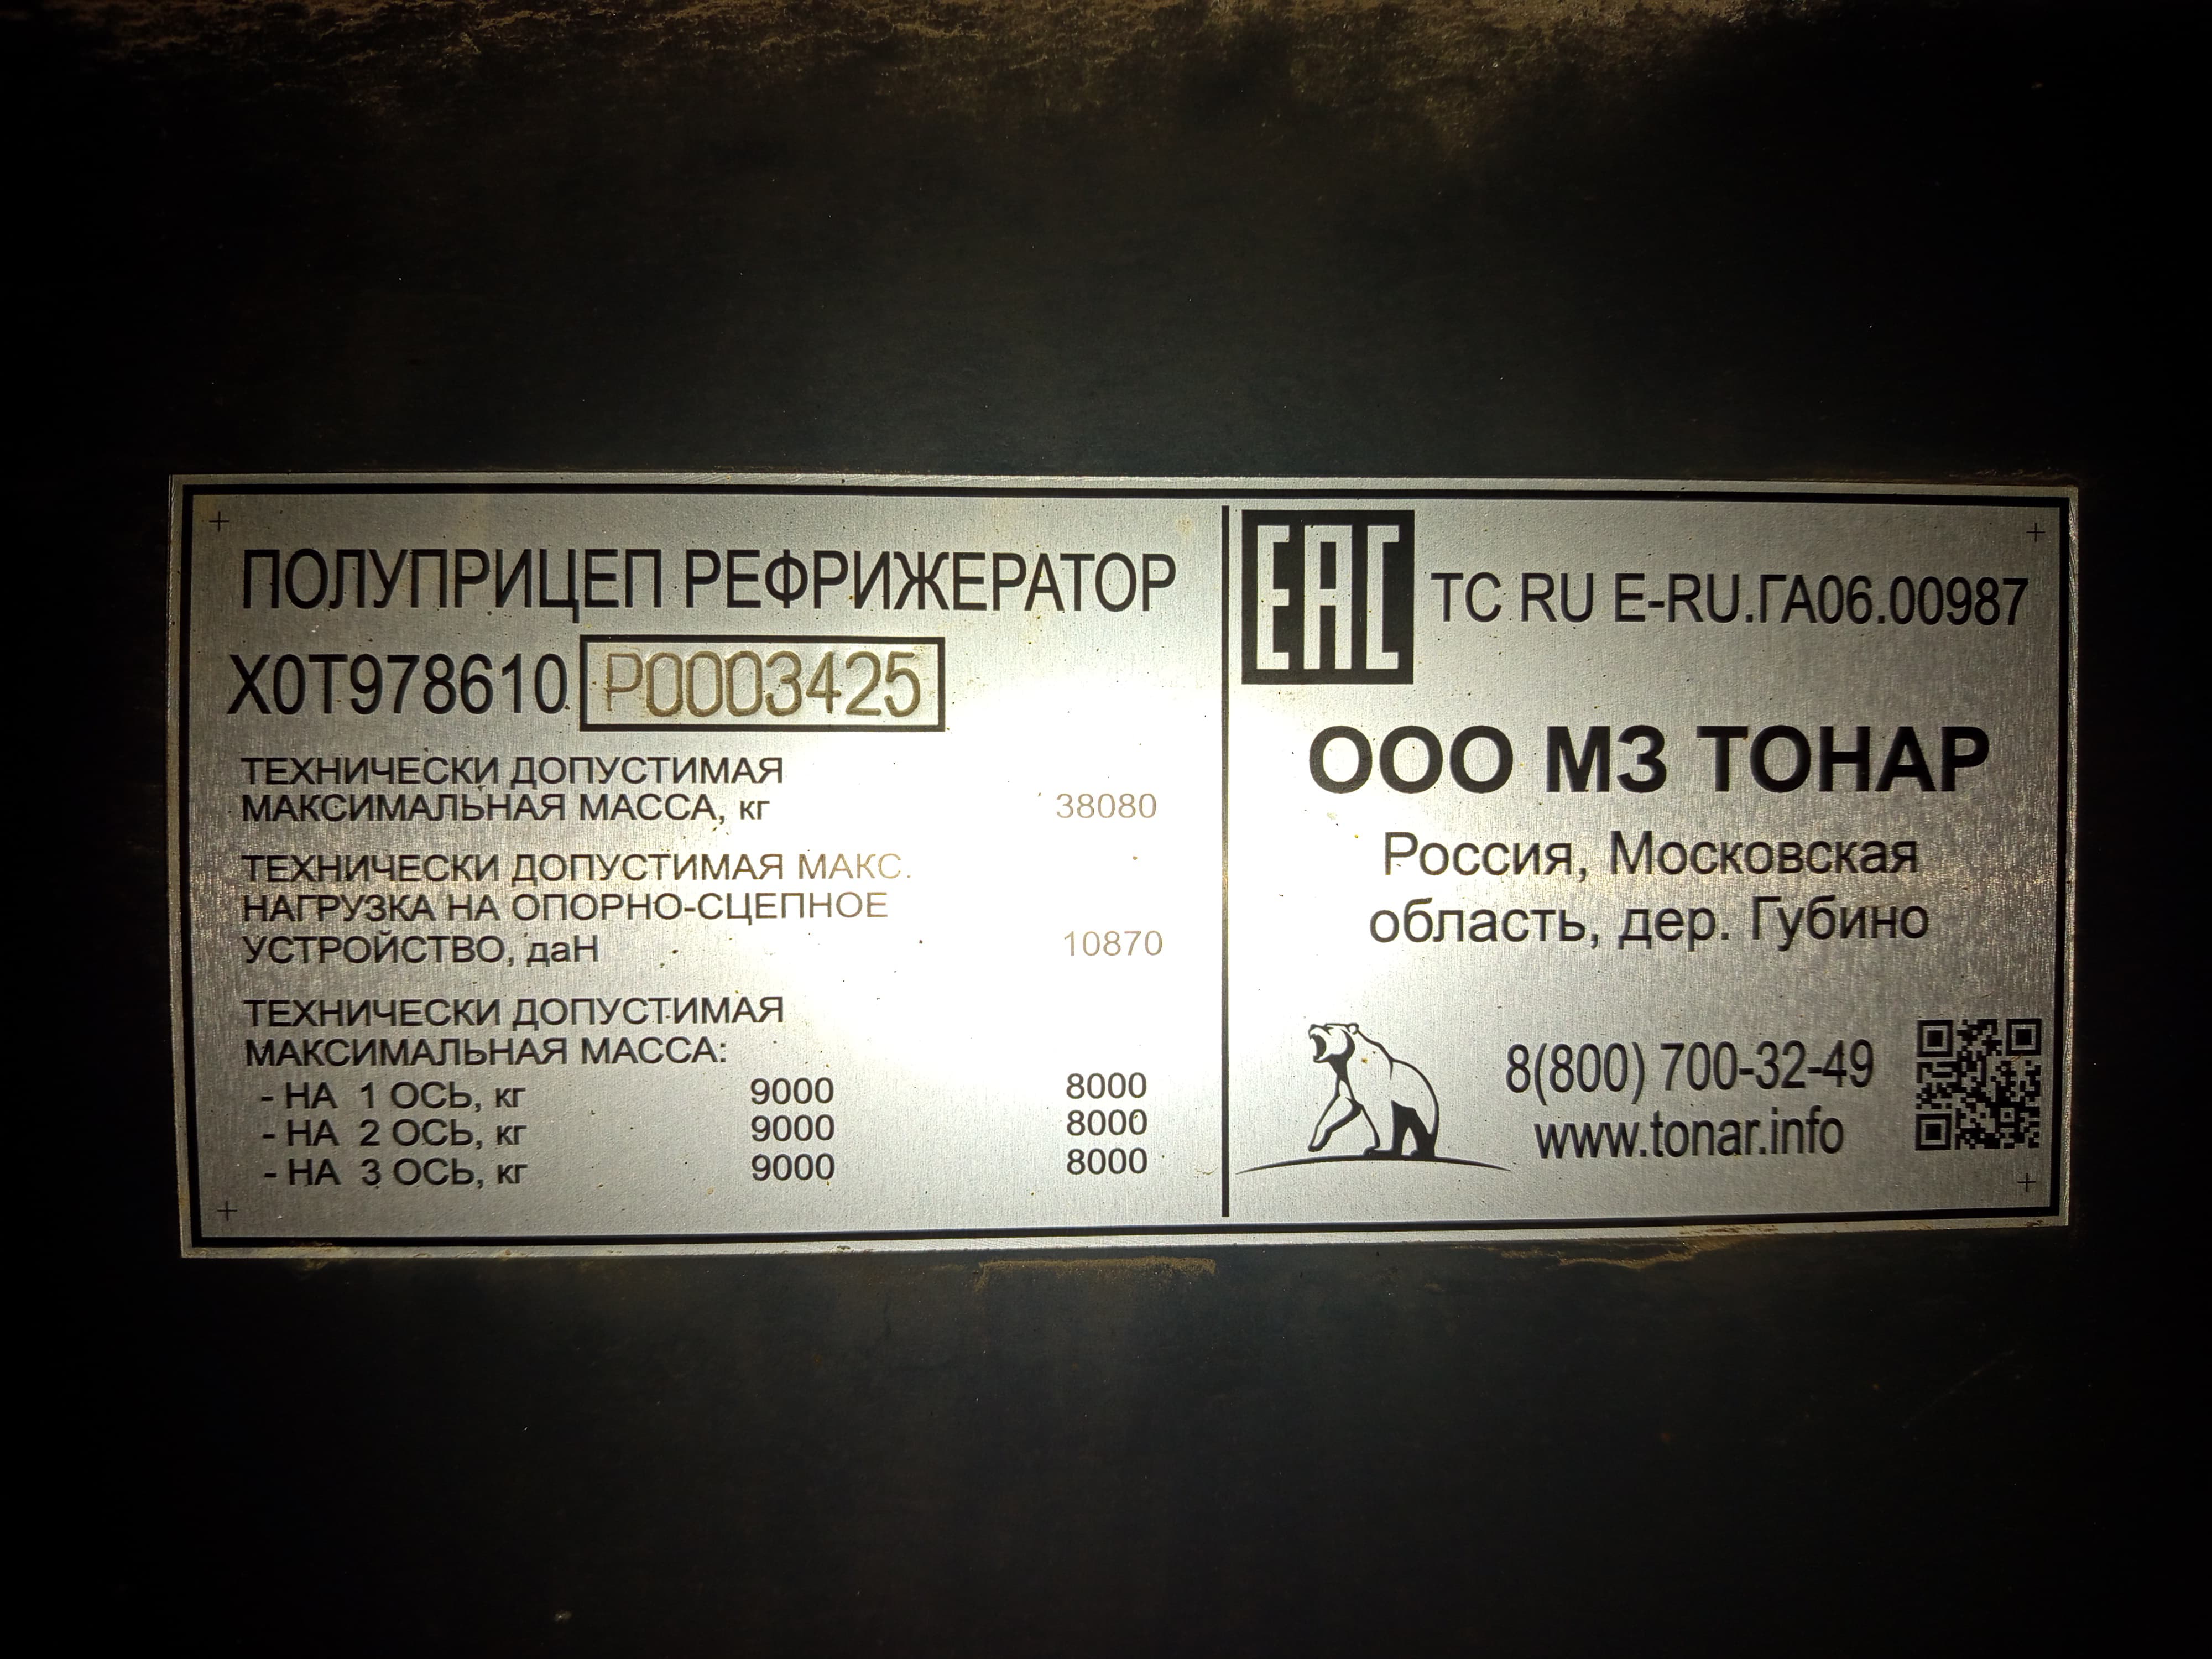 ПОЛУПРИЦЕП РЕФРИЖЕРАТОР
X0T978610 P0003425
ТЕХНИЧЕСКИ ДОПУСТИМАЯ
МАКСИМАЛЬНАЯ МАССА, кг 38080
ТЕХНИЧЕСКИ ДОПУСТИМАЯ МАКС.
НАГРУЗКА НА ОПОРНО-СЦЕПНОЕ
УСТРОЙСТВО, даН 10870
ТЕХНИЧЕСКИ ДОПУСТИМАЯ
МАКСИМАЛЬНАЯ МАССА:
- НА 1 ОСЬ, кг 9000 8000
- НА 2 ОСЬ, кг 9000 8000
- НА 3 ОСЬ, кг 9000 8000
EAC ТС RU E-RU.ГА06.00987
ООО МЗ ТОНАР
Россия, Московская
область, дер. Губино
8(800) 700-32-49
www.tonar.info